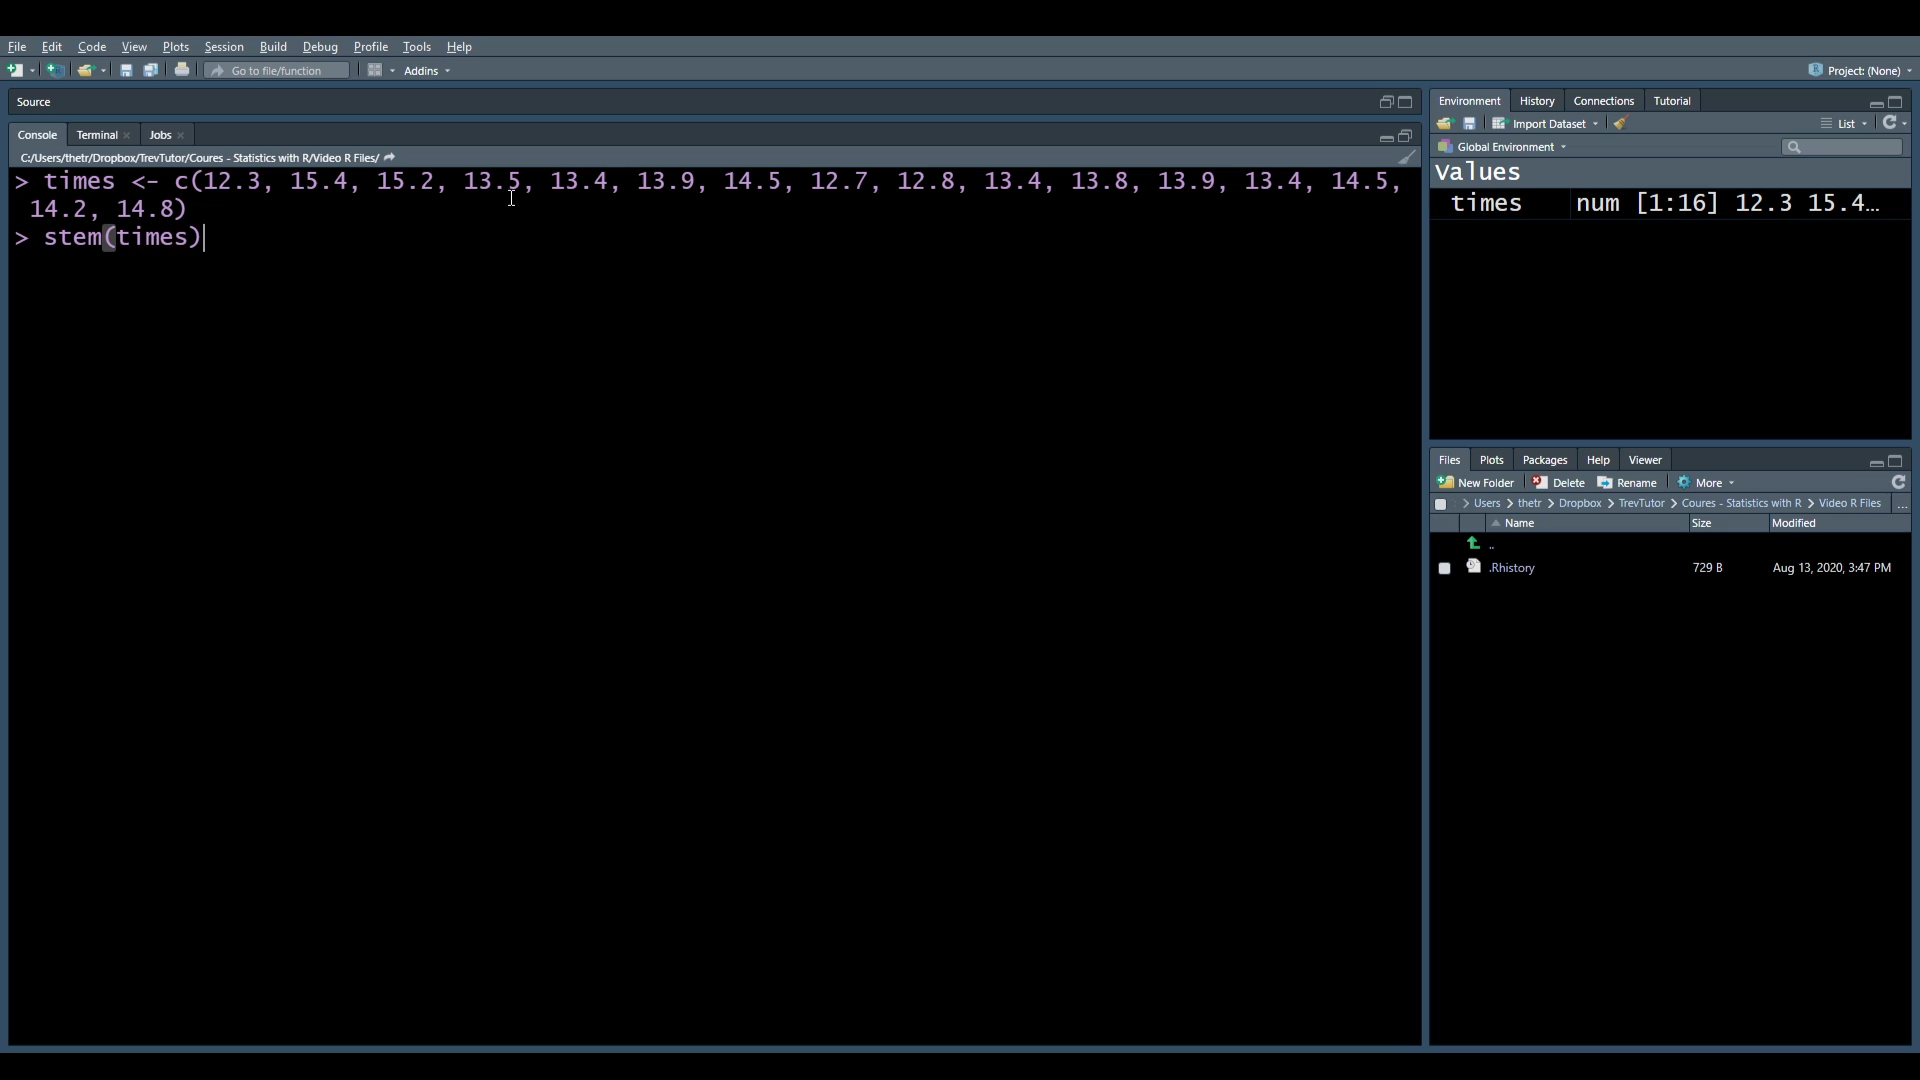 File Edit Code View Plots Session Build Debug Profile Tools Help
Go to file/function Addins Project: (None)
Source
Console Terminal Jobs
C:/Users/thetr/Dropbox/TrevTutor/Coures - Statistics with R/Video R Files/
> times <- c(12.3, 15.4, 15.2, 13.5, 13.4, 13.9, 14.5, 12.7, 12.8, 13.4, 13.8, 13.9, 13.4, 14.5,
14.2, 14.8)
> stem(times)
Environment History Connections Tutorial
Import Dataset List
Global Environment
Values
times num [1:16] 12.3 15.4…
Files Plots Packages Help Viewer
New Folder Delete Rename More
> Users > thetr > Dropbox > TrevTutor > Coures - Statistics with R > Video R Files ...
Name Size Modified
..
.Rhistory 729 B Aug 13, 2020, 3:47 PM